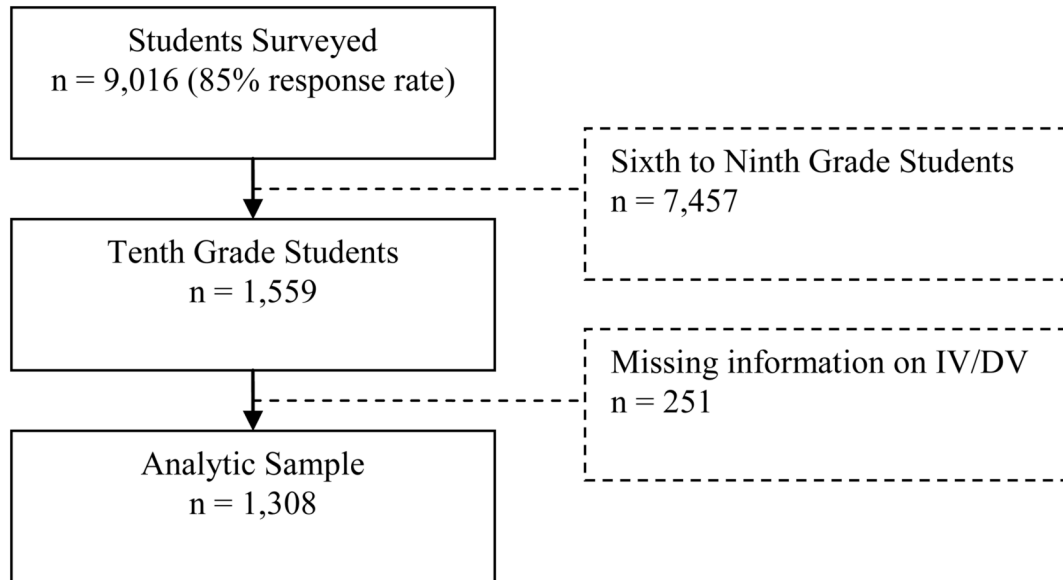 Students Surveyed
n = 9,016 (85% response rate)
Sixth to Ninth Grade Students
n = 7,457
Tenth Grade Students
n = 1,559
Missing information on IV/DV
n = 251
Analytic Sample
n = 1,308